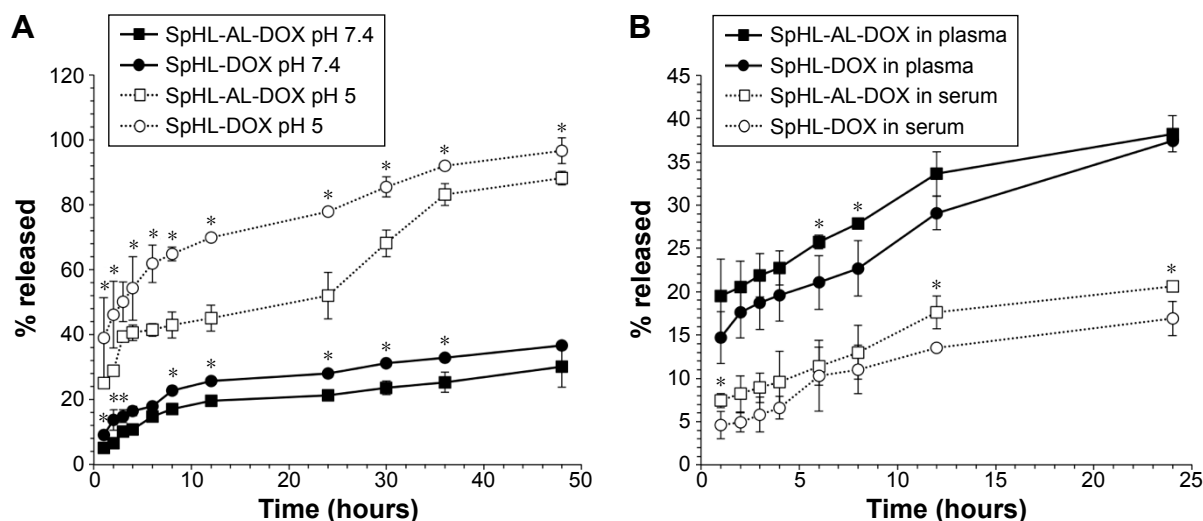 A
SpHL-AL-DOX pH 7.4
SpHL-DOX pH 7.4
SpHL-AL-DOX pH 5
SpHL-DOX pH 5
120
100
80
60
40
20
0
% released
* * * * * * * * * * * *
* ** * * * * *
0 10 20 30 40 50
Time (hours)
B
SpHL-AL-DOX in plasma
SpHL-DOX in plasma
SpHL-AL-DOX in serum
SpHL-DOX in serum
45
40
35
30
25
20
15
10
5
0
% released
* *
* * *
0 5 10 15 20 25
Time (hours)